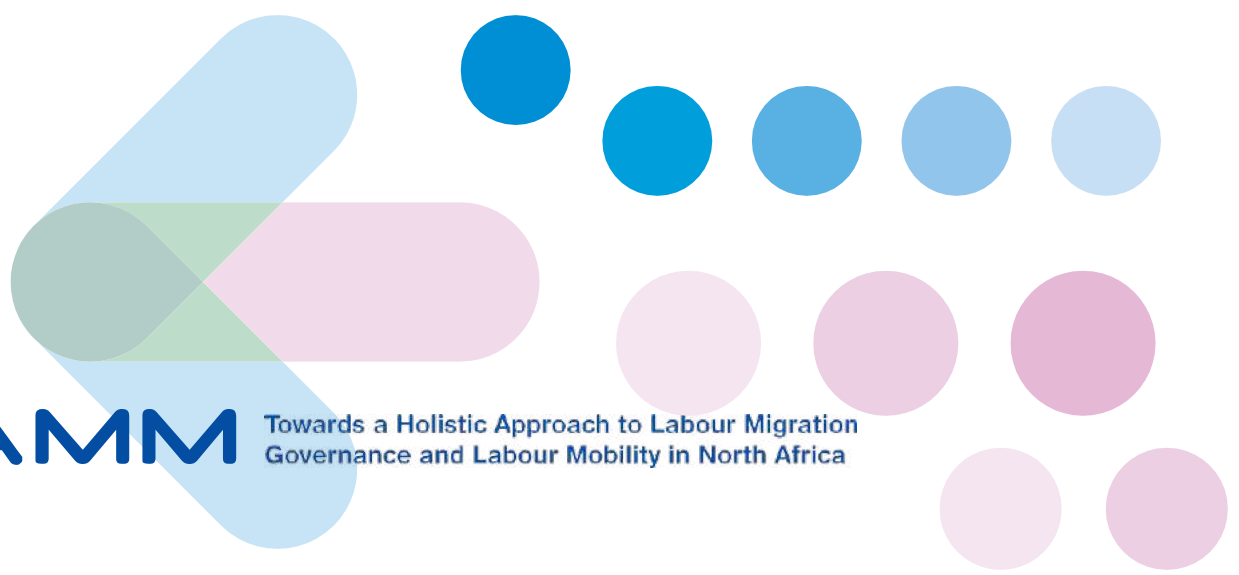 AMM
Towards a Holistic Approach to Labour Migration
Governance and Labour Mobility in North Africa